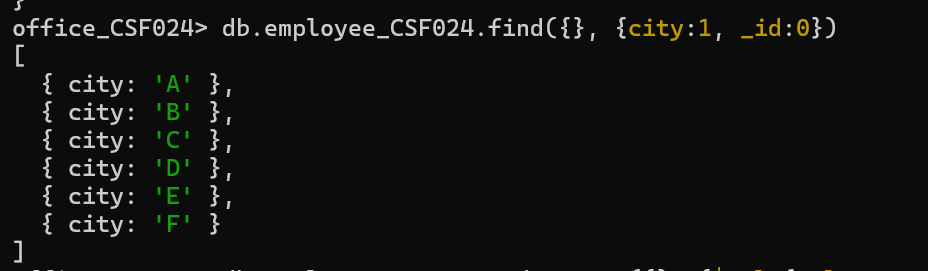 }
office_CSF024> db.employee_CSF024.find({}, {city:1, _id:0})
[
  { city: 'A' },
  { city: 'B' },
  { city: 'C' },
  { city: 'D' },
  { city: 'E' },
  { city: 'F' }
]